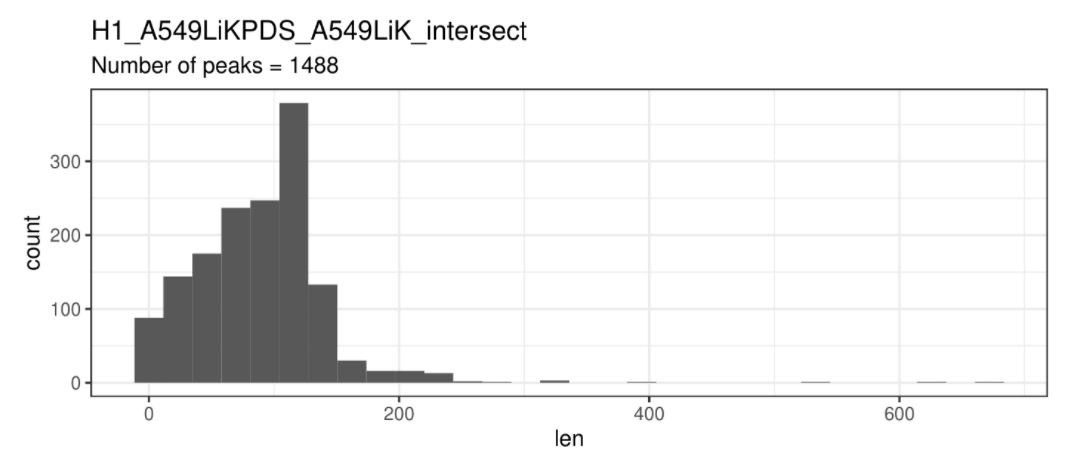 H1_A549LiKPDS_A549LiK_intersect
Number of peaks = 1488
300
200
100
0
count
0 200 400 600
len